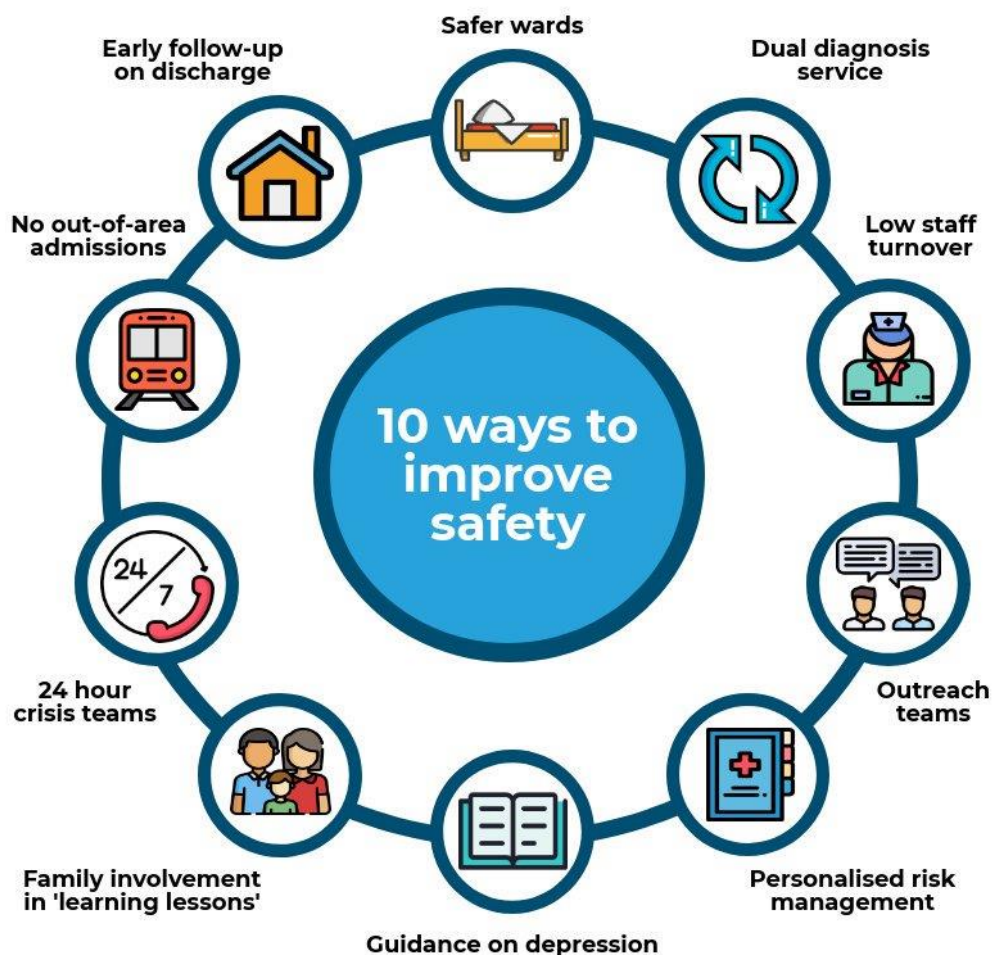 Safer wards
Dual diagnosis
service
Low staff
turnover
Outreach
teams
Personalised risk
management
Guidance on depression
Family involvement
in 'learning lessons'
24 hour
crisis teams
24
7
No out-of-area
admissions
Early follow-up
on discharge
10 ways to
improve
safety